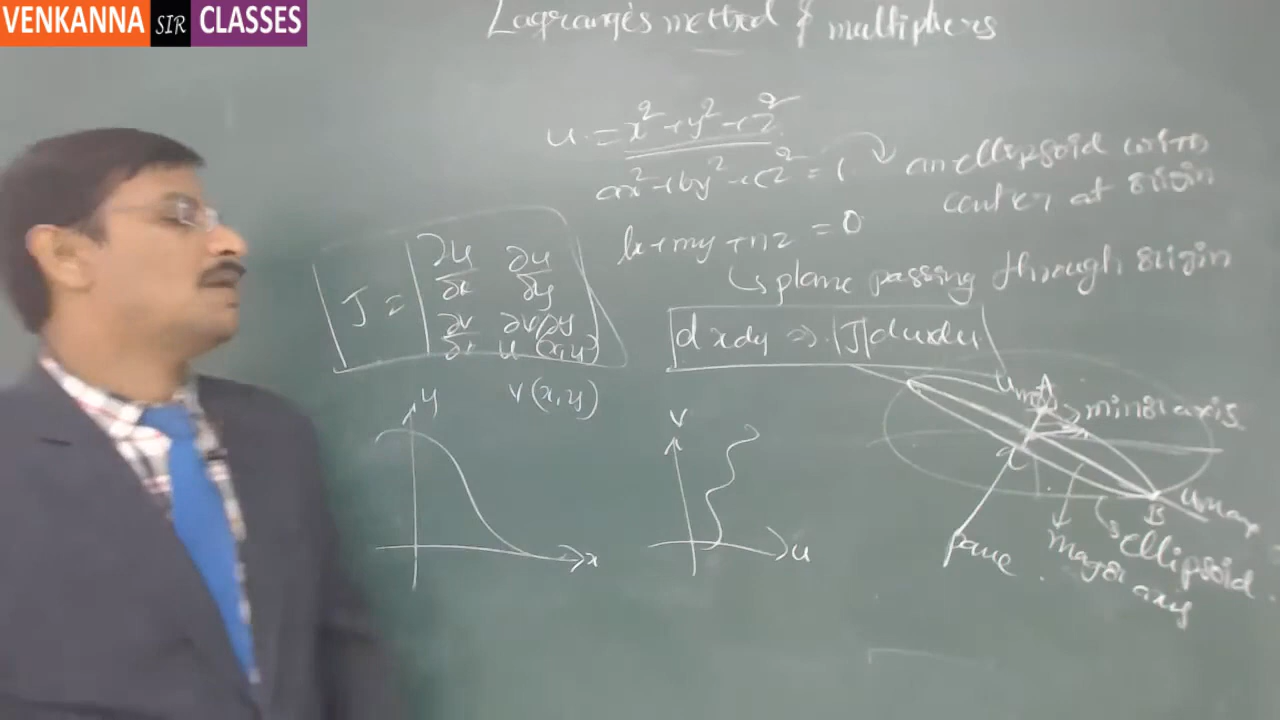 VENKANNA SIR CLASSES
Lagrange's method of multipliers
u = x² + y² + z²
ax² + by² + cz² = 1
an ellipsoid with
center at origin
lx + my + nz = 0
plane passing through origin
J = | ∂u/∂x ∂u/∂y
∂v/∂x ∂v/∂y |
u (x,y)
v (x,y)
dxdy ⇒ |J| dudv
y
x
v
u
minor axis
B
umax
ellipsoid
major axis